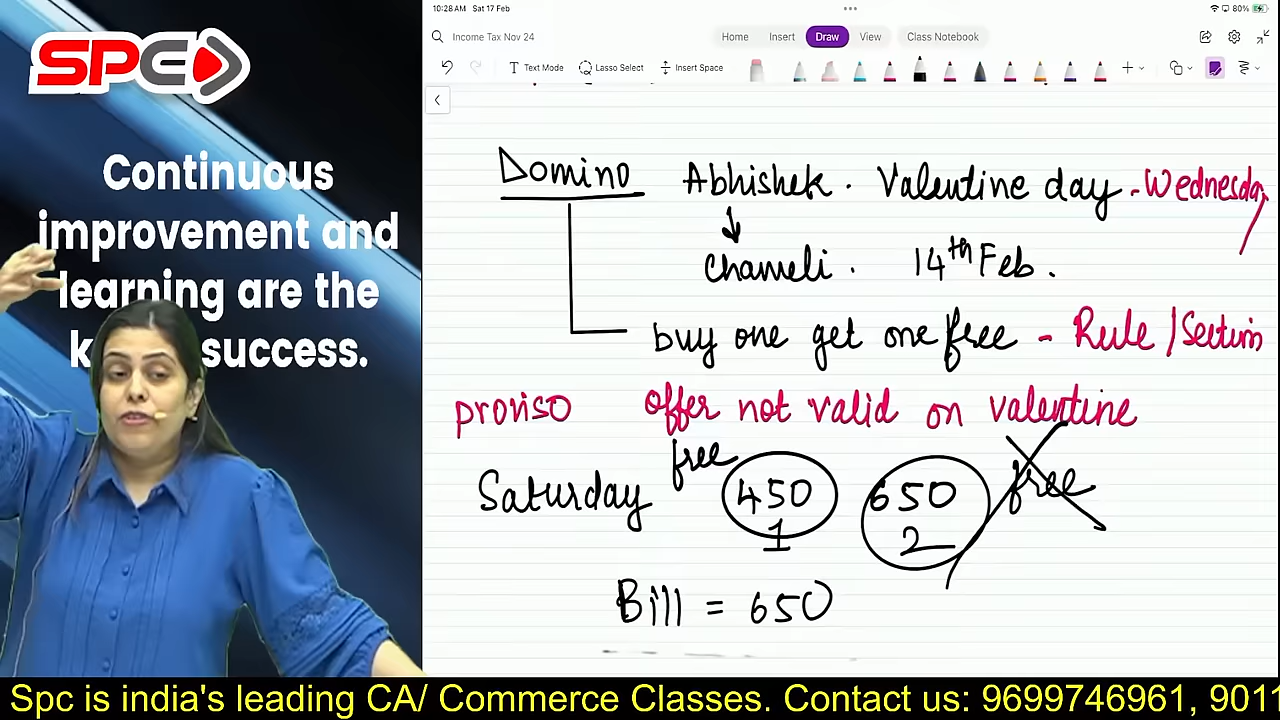 SPC
Continuous
improvement and
learning are the
success.
10:28 AM Sat 17 Feb
80%
Income Tax Nov 24
Home Insert Draw View Class Notebook
Text Mode Lasso Select Insert Space
Domino Abhishek. Valentine day - Wednesday
Chameli. 14th Feb.
buy one get one free - Rule / Section
proviso offer not valid on valentine
free
Saturday 450 650 free
1 2
Bill = 650
Spc is india's leading CA/ Commerce Classes. Contact us: 9699746961, 9011